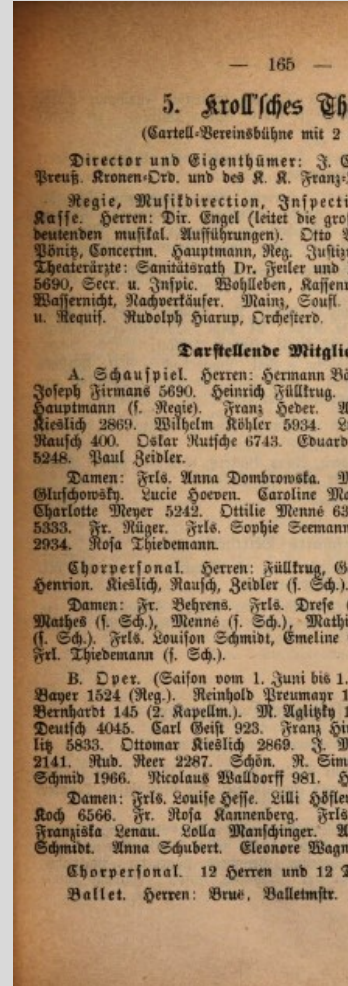 — 165 —
5. Kroll'sches Th
(Cartell-Vereinsbühne mit 2
Director und Eigenthümer: J. E
Preuß. Kronen-Ord. und des K. K. Franz-
Regie, Musikdirection, Inspecti
Kasse. Herren: Dir. Engel (leitet die gro
deutenden musikal. Aufführungen). Otto
Pönitz, Concertm. Hauptmann, Reg. Justiz
Theaterärzte: Sanitätsrath Dr. Feiler und
5690, Secr. u. Inspic. Wohlleben, Kassen
Wassernicht, Nachverkäufer. Mainz, Soufl.
u. Requis. Rudolph Hiarup, Orchesterd.
Darstellende Mitglie
A. Schauspiel. Herren: Hermann Bä
Joseph Firmans 5690. Heinrich Füllkrug.
Hauptmann (s. Regie). Franz Heder. A
Kieslich 2869. Wilhelm Köhler 5934. L
Rausch 400. Oskar Rutsche 6743. Eduard
5248. Paul Zeidler.
Damen: Frls. Anna Dombrowska. M
Gluschowsky. Lucie Hoeven. Caroline Ma
Charlotte Meyer 5242. Ottilie Menné 63
5333. Fr. Rüger. Frls. Sophie Seemann
2934. Rosa Thiedemann.
Chorpersonal. Herren: Füllkrug, G
Henrion. Kieslich, Rausch, Zeidler (s. Sch.).
Damen: Fr. Behrens. Frls. Drese (
Mathes (s. Sch.), Menné (s. Sch.), Mathi
(s. Sch.). Frls. Louison Schmidt, Emeline
Frl. Thiedemann (s. Sch.).
B. Oper. (Saison vom 1. Juni bis 1.
Bayer 1524 (Reg.). Reinhold Preumayr 1
Bernhardt 145 (2. Kapellm.). M. Aglitzky 1
Deutsch 4045. Carl Geist 923. Franz Hi
litz 5833. Ottomar Kieslich 2869. J. M
2141. Rud. Reer 2287. Schön. R. Sim
Schmid 1966. Nicolaus Walldorff 981. H
Damen: Frls. Louise Hesse. Lilli Höfle
Koch 6566. Fr. Rosa Kannenberg. Frls
Franziska Lenau. Lolla Manschinger. A
Schmidt. Anna Schubert. Eleonore Wagn
Chorpersonal. 12 Herren und 12
Ballet. Herren: Brué, Balletmstr.